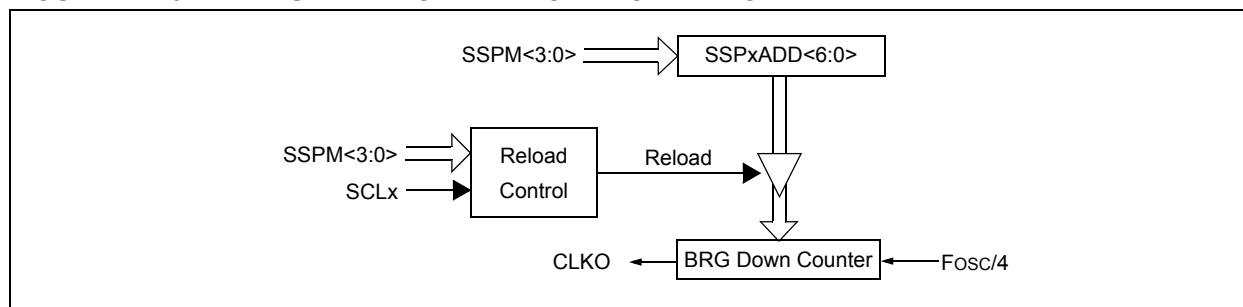 SSPM<3:0>
SSPxADD<6:0>
SSPM<3:0>
SCLx
Reload
Control
Reload
CLKO
BRG Down Counter
FOSC/4